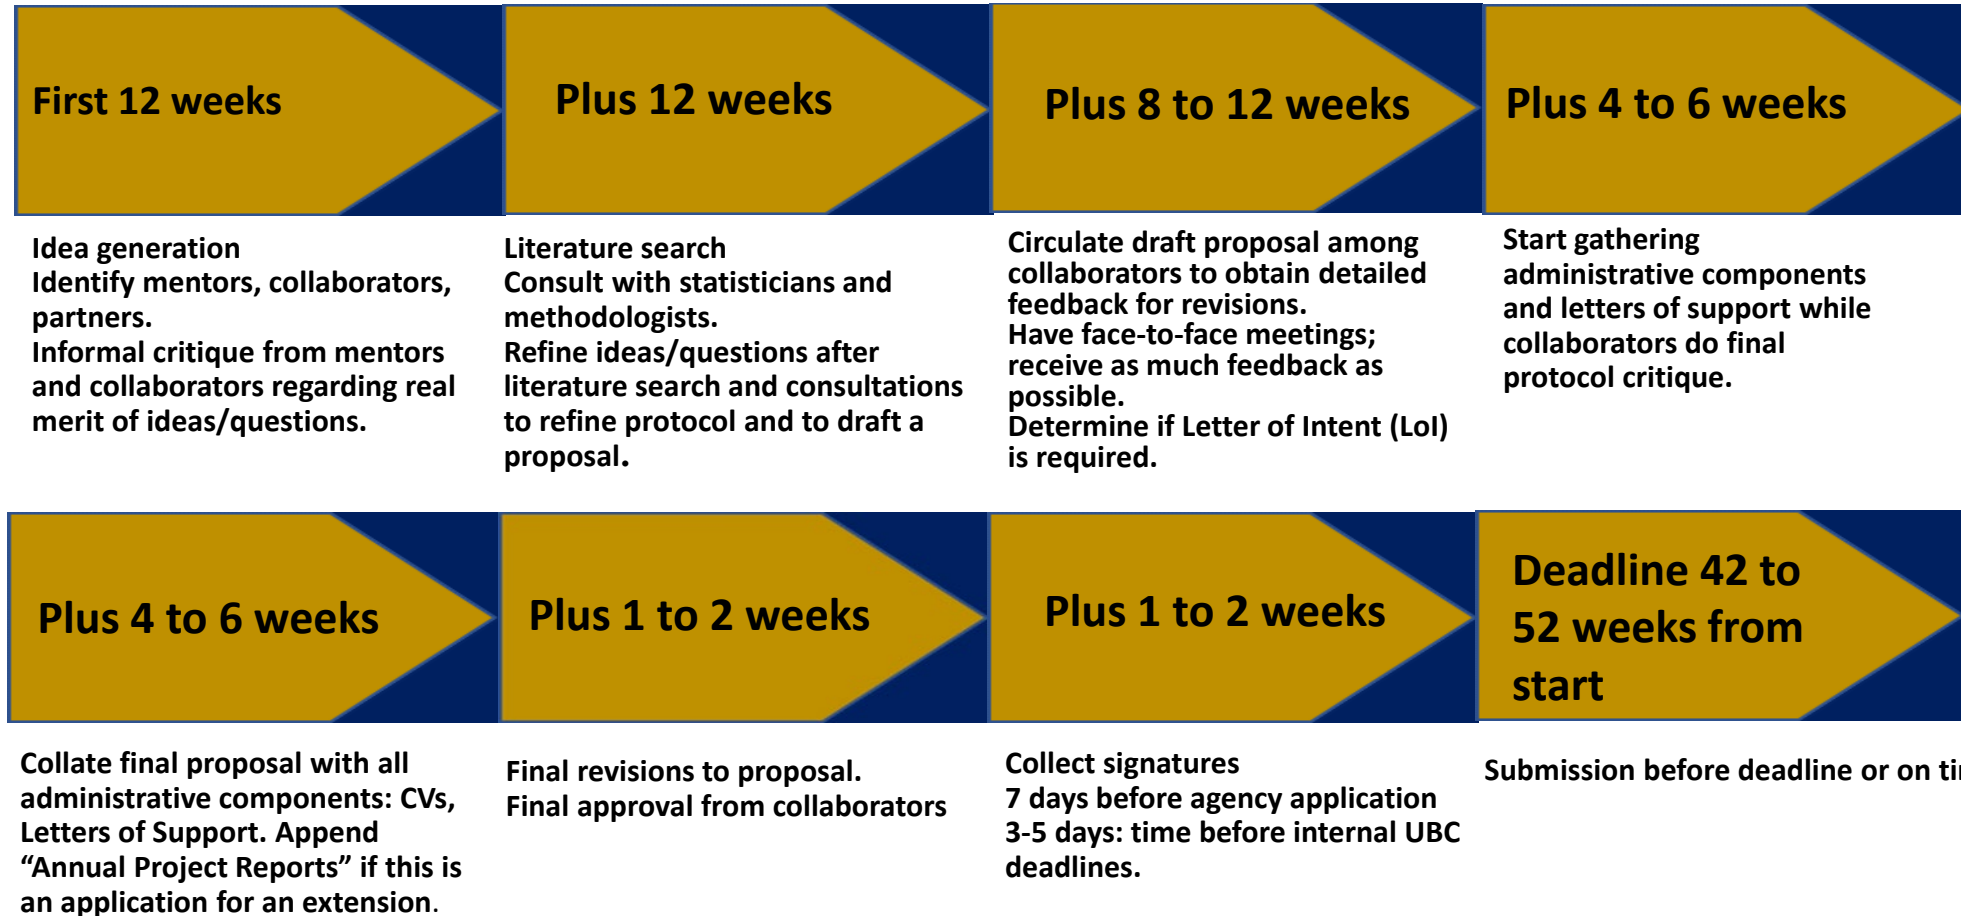 First 12 weeks
Plus 12 weeks
Plus 8 to 12 weeks
Plus 4 to 6 weeks
Idea generation
Identify mentors, collaborators,
partners.
Informal critique from mentors
and collaborators regarding real
merit of ideas/questions.
Literature search
Consult with statisticians and
methodologists.
Refine ideas/questions after
literature search and consultations
to refine protocol and to draft a
proposal.
Circulate draft proposal among
collaborators to obtain detailed
feedback for revisions.
Have face-to-face meetings;
receive as much feedback as
possible.
Determine if Letter of Intent (LoI)
is required.
Start gathering
administrative components
and letters of support while
collaborators do final
protocol critique.
Plus 4 to 6 weeks
Plus 1 to 2 weeks
Plus 1 to 2 weeks
Deadline 42 to
52 weeks from
start
Collate final proposal with all
administrative components: CVs,
Letters of Support. Append
“Annual Project Reports” if this is
an application for an extension.
Final revisions to proposal.
Final approval from collaborators
Collect signatures
7 days before agency application
3-5 days: time before internal UBC
deadlines.
Submission before deadline or on